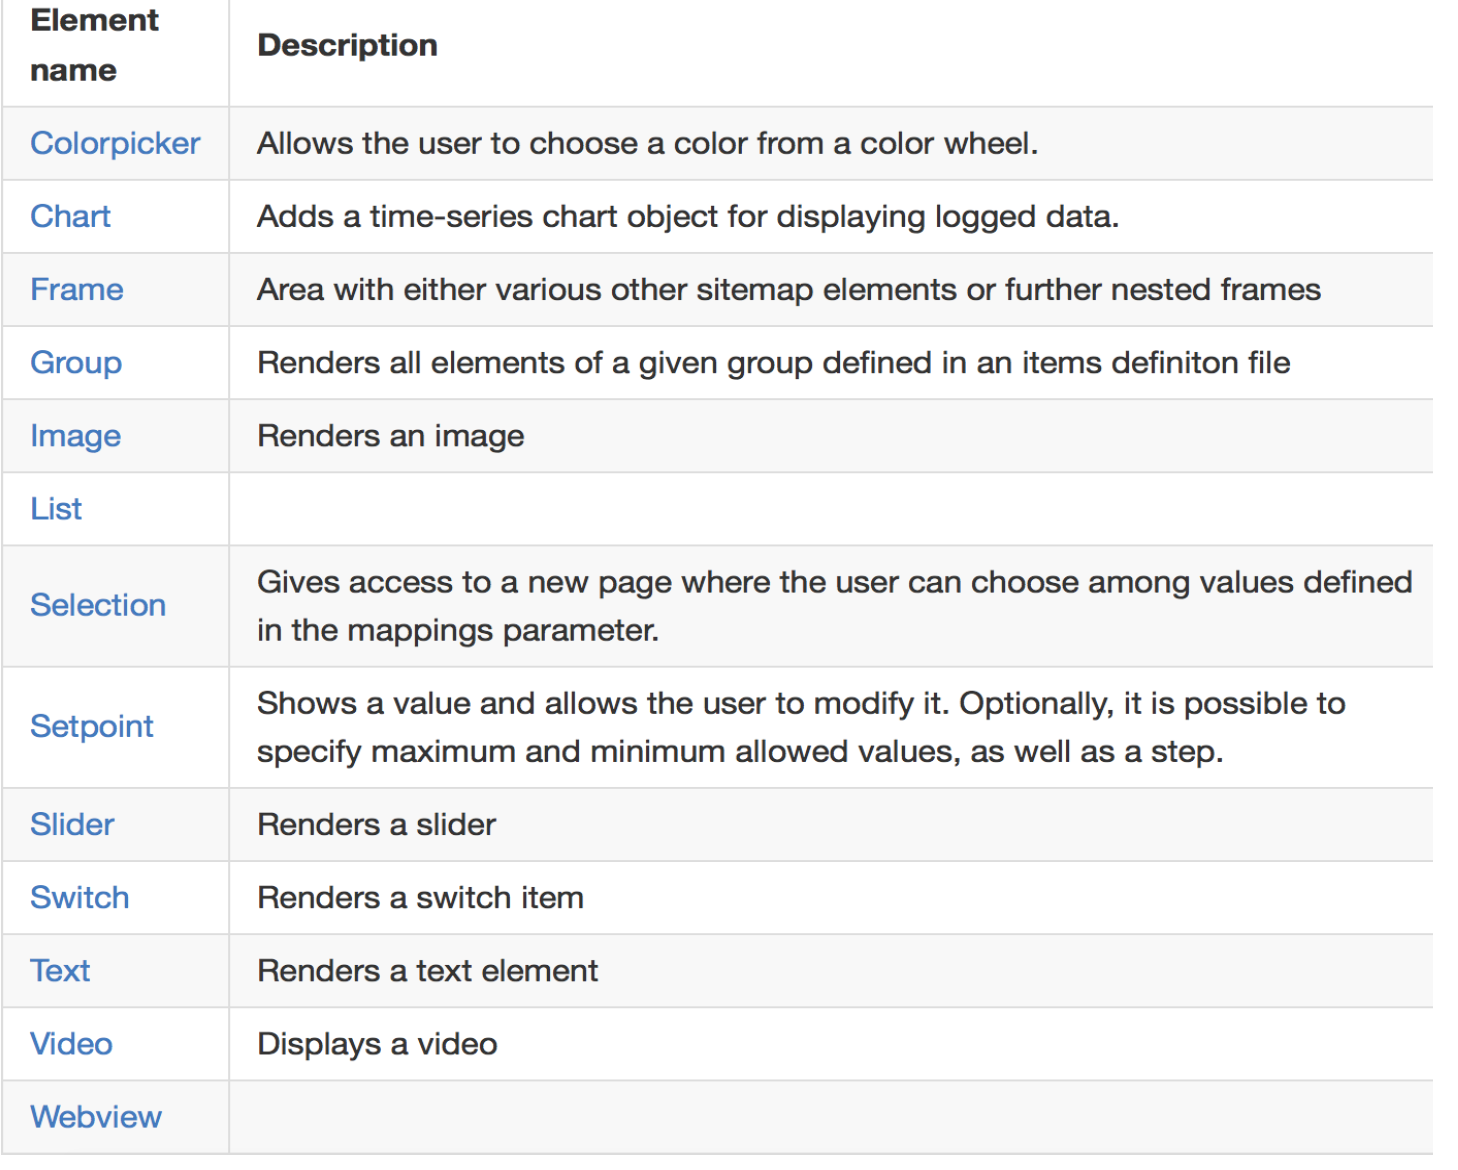 Element
name
Description
Colorpicker
Allows the user to choose a color from a color wheel.
Chart
Adds a time-series chart object for displaying logged data.
Frame
Area with either various other sitemap elements or further nested frames
Group
Renders all elements of a given group defined in an items definiton file
Image
Renders an image
List
Selection
Gives access to a new page where the user can choose among values defined
in the mappings parameter.
Setpoint
Shows a value and allows the user to modify it. Optionally, it is possible to
specify maximum and minimum allowed values, as well as a step.
Slider
Renders a slider
Switch
Renders a switch item
Text
Renders a text element
Video
Displays a video
Webview